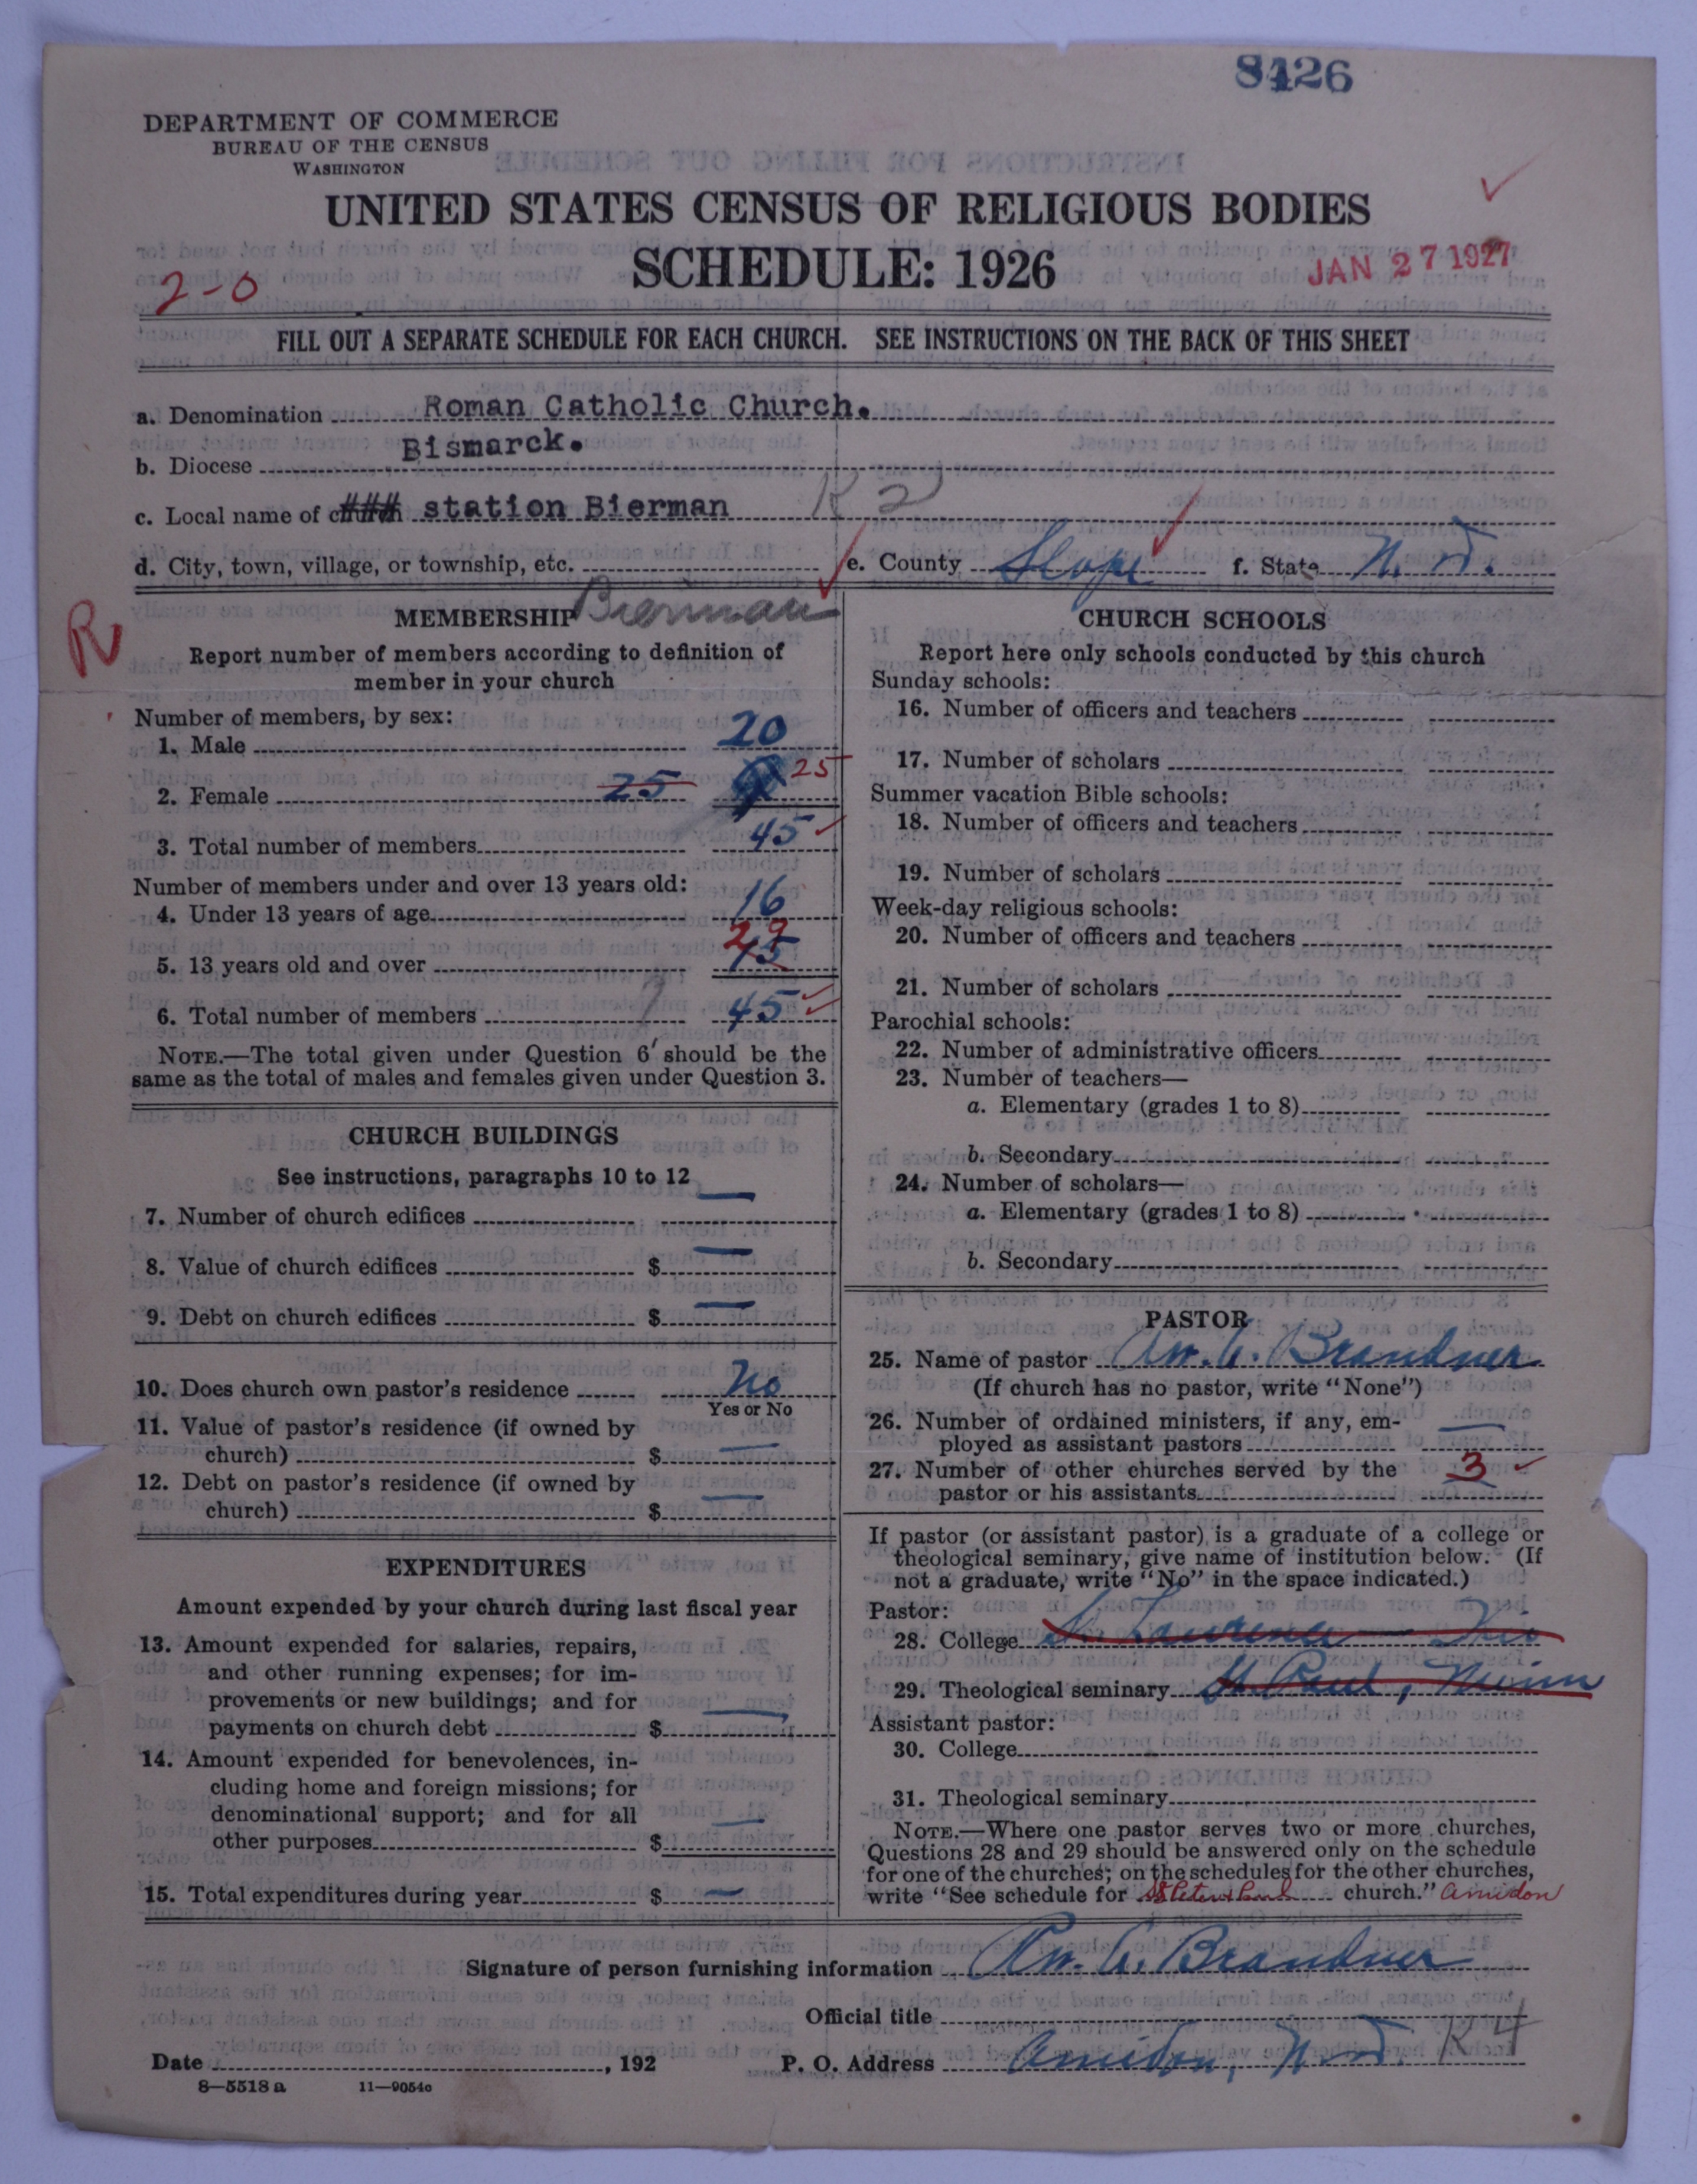 8426
DEPARTMENT OF COMMERCE
BUREAU OF THE CENSUS
WASHINGTON
UNITED STATES CENSUS OF RELIGIOUS BODIES
SCHEDULE: 1926
2-0
JAN 27 1927
FILL OUT A SEPARATE SCHEDULE FOR EACH CHURCH. SEE INSTRUCTIONS ON THE BACK OF THIS SHEET
a. Denomination Roman Catholic Church.
b. Diocese Bismarck.
c. Local name of church station Bierman R 2
d. City, town, village, or township, etc. Bierman e. County Slope f. State N. D.
R
MEMBERSHIP
Report number of members according to definition of
member in your church
Number of members, by sex:
1. Male 20
2. Female 25 25
3. Total number of members 45
Number of members under and over 13 years old:
4. Under 13 years of age 16
5. 13 years old and over 29
6. Total number of members 45
NOTE.—The total given under Question 6 should be the
same as the total of males and females given under Question 3.
CHURCH BUILDINGS
See instructions, paragraphs 10 to 12
7. Number of church edifices —
8. Value of church edifices $ —
9. Debt on church edifices $ —
10. Does church own pastor's residence No
Yes or No
11. Value of pastor's residence (if owned by
church) $ —
12. Debt on pastor's residence (if owned by
church) $ —
EXPENDITURES
Amount expended by your church during last fiscal year
13. Amount expended for salaries, repairs,
and other running expenses; for im-
provements or new buildings; and for
payments on church debt $ —
14. Amount expended for benevolences, in-
cluding home and foreign missions; for
denominational support; and for all
other purposes $ —
15. Total expenditures during year $ —
CHURCH SCHOOLS
Report here only schools conducted by this church
Sunday schools:
16. Number of officers and teachers
17. Number of scholars
Summer vacation Bible schools:
18. Number of officers and teachers
19. Number of scholars
Week-day religious schools:
20. Number of officers and teachers
21. Number of scholars
Parochial schools:
22. Number of administrative officers
23. Number of teachers—
a. Elementary (grades 1 to 8)
b. Secondary
24. Number of scholars—
a. Elementary (grades 1 to 8)
b. Secondary
PASTOR
25. Name of pastor Brandner
(If church has no pastor, write "None")
26. Number of ordained ministers, if any, em-
ployed as assistant pastors —
27. Number of other churches served by the
pastor or his assistants 3
If pastor (or assistant pastor) is a graduate of a college or
theological seminary, give name of institution below. (If
not a graduate, write "No" in the space indicated.)
Pastor:
28. College St. Lawrence
29. Theological seminary St. Paul, Minn
Assistant pastor:
30. College
31. Theological seminary
NOTE.—Where one pastor serves two or more churches,
Questions 28 and 29 should be answered only on the schedule
for one of the churches; on the schedules for the other churches,
write "See schedule for St Peter & Paul church." Amidon
Signature of person furnishing information Brandner
Official title
Date , 192 P. O. Address Amidon, N. D. R 4
8—5518 a 11—9054c